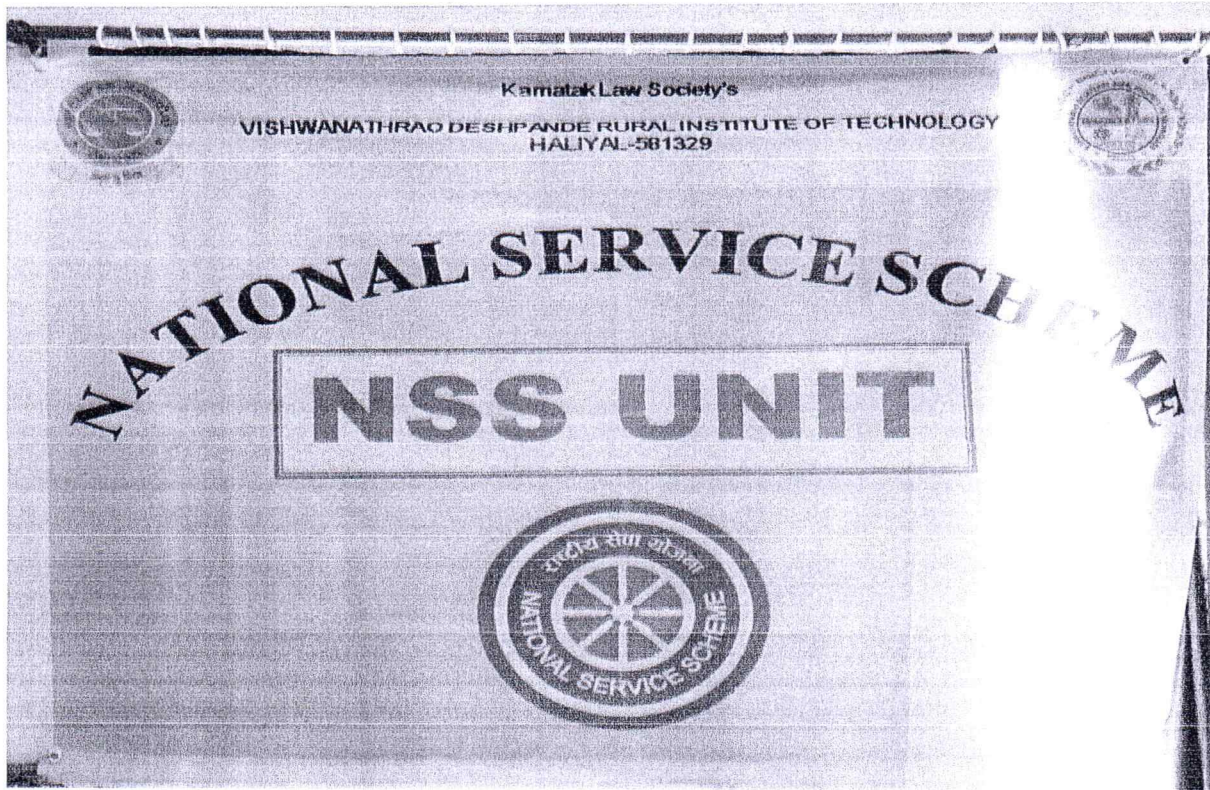 Karnatak Law Society's
VISHWANATHRAO DESHPANDE RURAL INSTITUTE OF TECHNOLOGY
HALIYAL-581329
NATIONAL SERVICE SCHEME
NSS UNIT
राष्ट्रीय सेवा योजना
NATIONAL SERVICE SCHEME